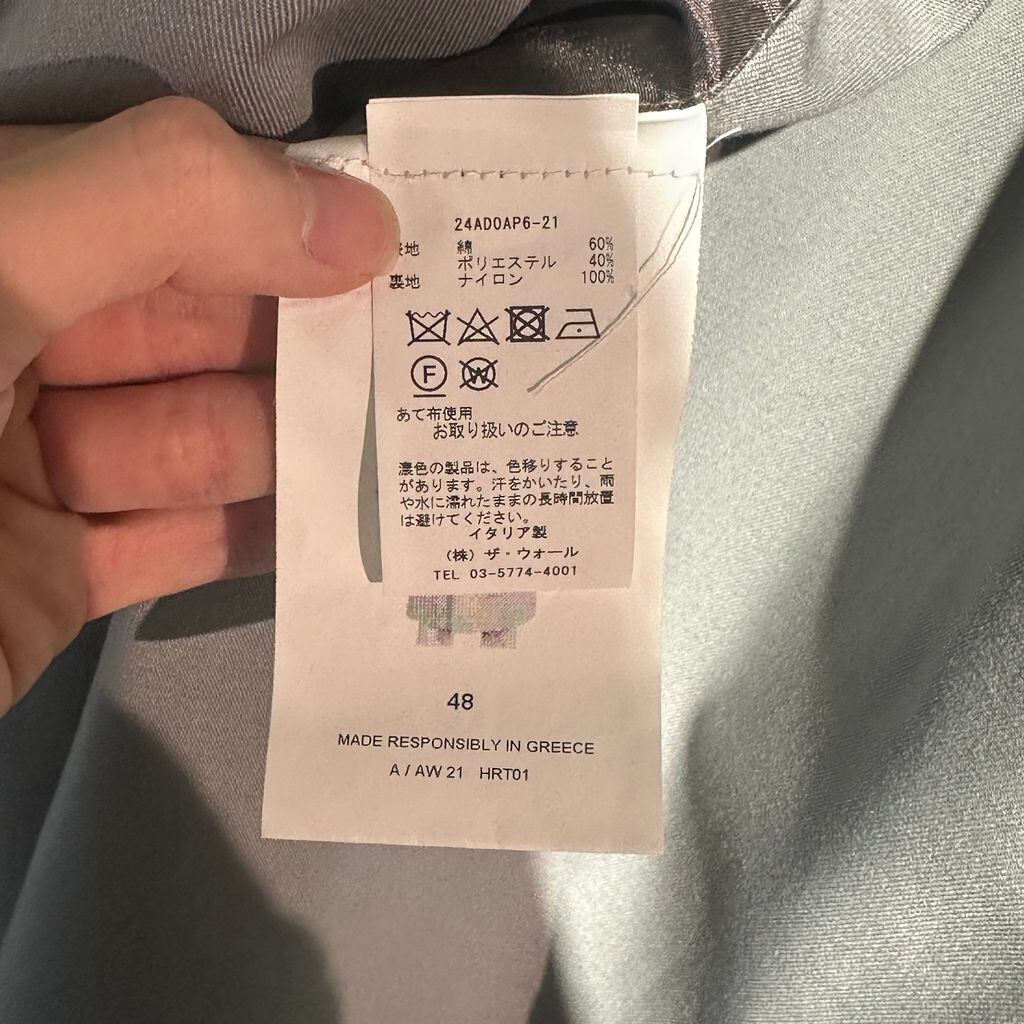 24ADOAP6-21
表地 綿 60%
ポリエステル 40%
裏地 ナイロン 100%
F W
あて布使用
お取り扱いのご注意
濃色の製品は、色移りすること
があります。汗をかいたり、雨
や水に濡れたままの長時間放置
は避けてください。
イタリア製
(株) ザ・ウォール
TEL 03-5774-4001
48
MADE RESPONSIBLY IN GREECE
A / AW 21 HRT01